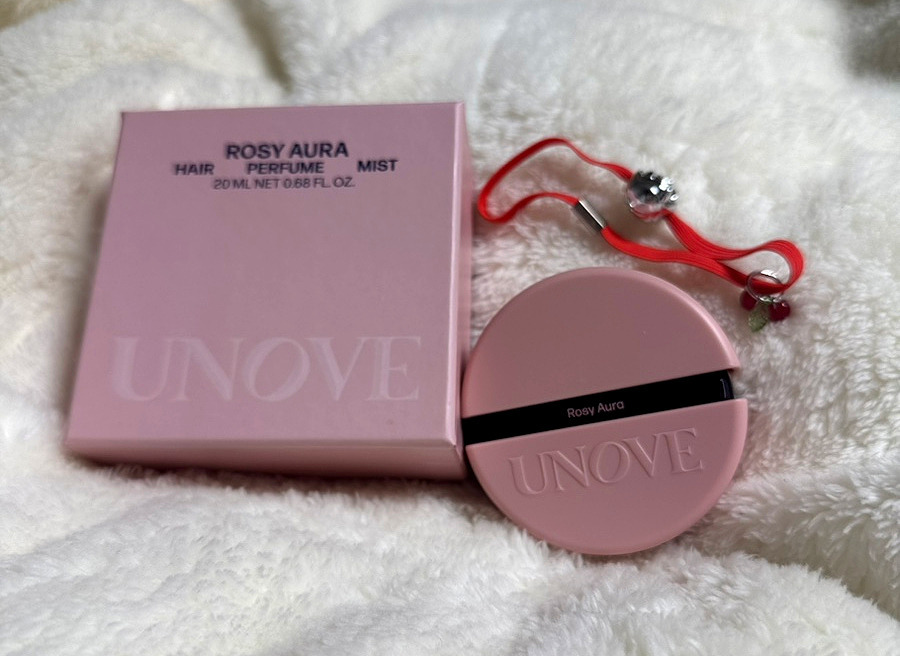 ROSY AURA
HAIR PERFUME MIST
20 ML NET 0.68 FL. OZ.
UNOVE
Rosy Aura
UNOVE